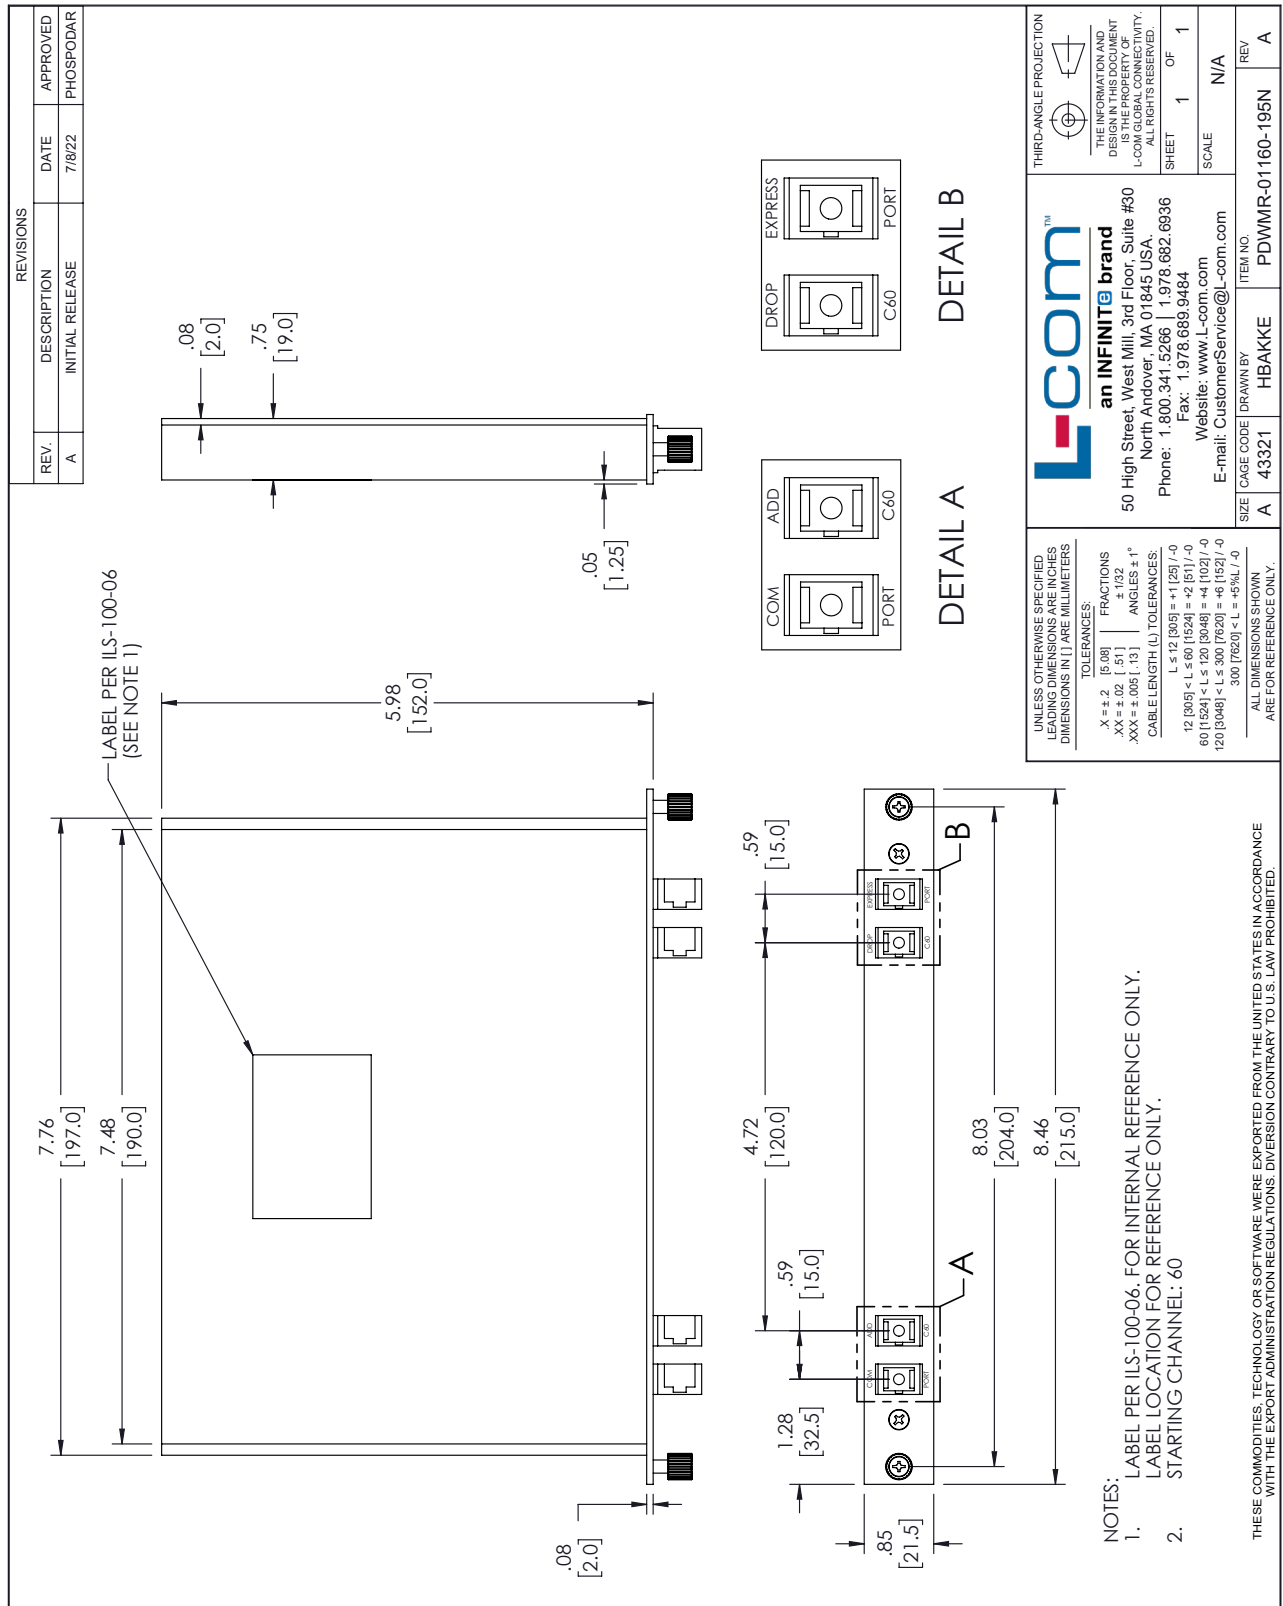 REVISIONS
REV. DESCRIPTION DATE APPROVED
A INITIAL RELEASE 7/8/22 PHOSPODAR
LABEL PER ILS-100-06
(SEE NOTE 1)
7.76
[197.0]
7.48
[190.0]
5.98
[152.0]
.08
[2.0]
.08
[2.0]
.75
[19.0]
.05
[1.25]
1.28
[32.5]
.59
[15.0]
4.72
[120.0]
.59
[15.0]
.85
[21.5]
COM ADD DROP EXPRESS
PORT C60 C60 PORT
A
B
8.03
[204.0]
8.46
[215.0]
COM ADD
PORT C60
DETAIL A
DROP EXPRESS
C60 PORT
DETAIL B
NOTES:
1. LABEL PER ILS-100-06. FOR INTERNAL REFERENCE ONLY.
LABEL LOCATION FOR REFERENCE ONLY.
2. STARTING CHANNEL: 60
THESE COMMODITIES, TECHNOLOGY OR SOFTWARE WERE EXPORTED FROM THE UNITED STATES IN ACCORDANCE
WITH THE EXPORT ADMINISTRATION REGULATIONS. DIVERSION CONTRARY TO U.S. LAW PROHIBITED.
UNLESS OTHERWISE SPECIFIED
LEADING DIMENSIONS ARE INCHES
DIMENSIONS IN [ ] ARE MILLIMETERS
TOLERANCES:
.X = ± .2 [5.08] FRACTIONS
.XX = ± .02 [ .51] ± 1/32
.XXX = ± .005 [ .13] ANGLES ± 1°
CABLE LENGTH (L) TOLERANCES:
L ≤ 12 [305] = +1 [25] / -0
12 [305] < L ≤ 60 [1524] = +2 [51] / -0
60 [1524] < L ≤ 120 [3048] = +4 [102] / -0
120 [3048] < L ≤ 300 [7620] = +6 [152] / -0
300 [7620] < L = +5%L / -0
ALL DIMENSIONS SHOWN
ARE FOR REFERENCE ONLY.
L-com™
an INFINITe brand
50 High Street, West Mill, 3rd Floor, Suite #30
North Andover, MA 01845 USA.
Phone: 1.800.341.5266 | 1.978.682.6936
Fax: 1.978.689.9484
Website: www.L-com.com
E-mail: CustomerService@L-com.com
THIRD-ANGLE PROJECTION
THE INFORMATION AND
DESIGN IN THIS DOCUMENT
IS THE PROPERTY OF
L-COM GLOBAL CONNECTIVITY.
ALL RIGHTS RESERVED.
SHEET OF
1 1
SCALE
N/A
SIZE CAGE CODE DRAWN BY ITEM NO. REV
A 43321 HBAKKE PDWMR-01160-195N A